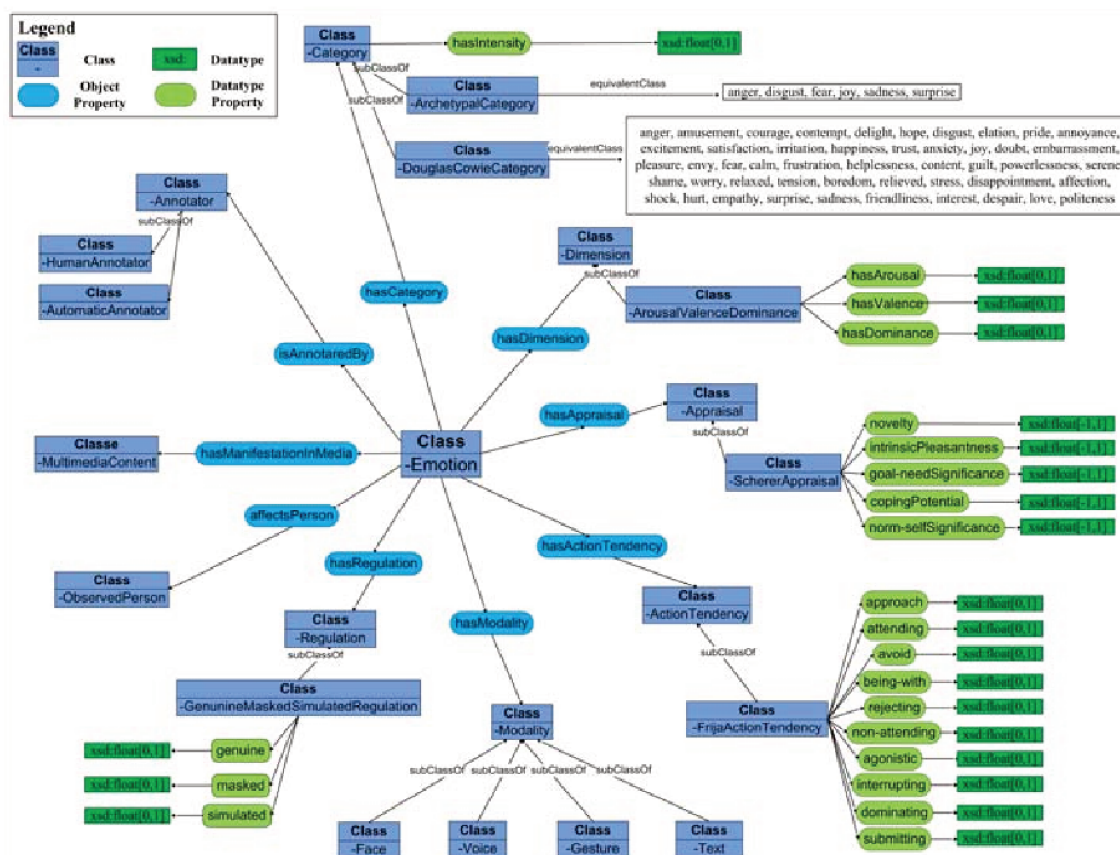 Legend
Class
-
Class
xsd:
Datatype
Object
Property
Datatype
Property
Class
-Category
hasIntensity
xsd:float[0,1]
subClassOf
subClassOf
Class
-ArchetypalCategory
equivalentClass
anger, disgust, fear, joy, sadness, surprise
Class
-DouglasCowieCategory
equivalentClass
anger, amusement, courage, contempt, delight, hope, disgust, elation, pride, annoyance,
excitement, satisfaction, irritation, happiness, trust, anxiety, joy, doubt, embarrassment,
pleasure, envy, fear, calm, frustration, helplessness, content, guilt, powerlessness, serene
shame, worry, relaxed, tension, boredom, relieved, stress, disappointment, affection,
shock, hurt, empathy, surprise, sadness, friendliness, interest, despair, love, politeness
Class
-Annotator
subClassOf
Class
-HumanAnnotator
Class
-AutomaticAnnotator
hasCategory
Class
-Dimension
subClassOf
Class
-ArousalValenceDominance
hasArousal
xsd:float[0,1]
hasValence
xsd:float[0,1]
hasDominance
xsd:float[0,1]
hasDimension
isAnnotaredBy
hasAppraisal
Class
-Appraisal
subClassOf
Class
-SchererAppraisal
novelty
xsd:float[-1,1]
intrinsicPleasantness
xsd:float[-1,1]
goal-needSignificance
xsd:float[-1,1]
copingPotential
xsd:float[-1,1]
norm-selfSignificance
xsd:float[-1,1]
Class
-Emotion
Classe
-MultimediaContent
hasManifestationInMedia
affectsPerson
hasRegulation
hasActionTendency
Class
-ObservedPerson
Class
-Regulation
subClassOf
hasModality
Class
-ActionTendency
subClassOf
Class
-GenunineMaskedSimulatedRegulation
genuine
xsd:float[0,1]
masked
xsd:float[0,1]
simulated
xsd:float[0,1]
Class
-Modality
subClassOf
subClassOf
subClassOf
subClassOf
Class
-Face
Class
-Voice
Class
-Gesture
Class
-Text
Class
-FrijaActionTendency
approach
xsd:float[0,1]
attending
xsd:float[0,1]
avoid
xsd:float[0,1]
being-with
xsd:float[0,1]
rejecting
xsd:float[0,1]
non-attending
xsd:float[0,1]
agonistic
xsd:float[0,1]
interrupting
xsd:float[0,1]
dominating
xsd:float[0,1]
submitting
xsd:float[0,1]